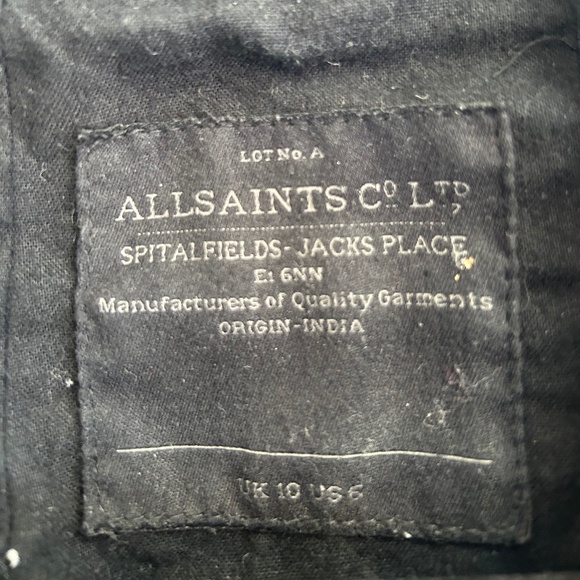 LOT No. A
ALLSAINTS Co LTD,
SPITALFIELDS- JACKS PLACE
E1 6NN
Manufacturers of Quality Garments
ORIGIN-INDIA
UK 10 US 6